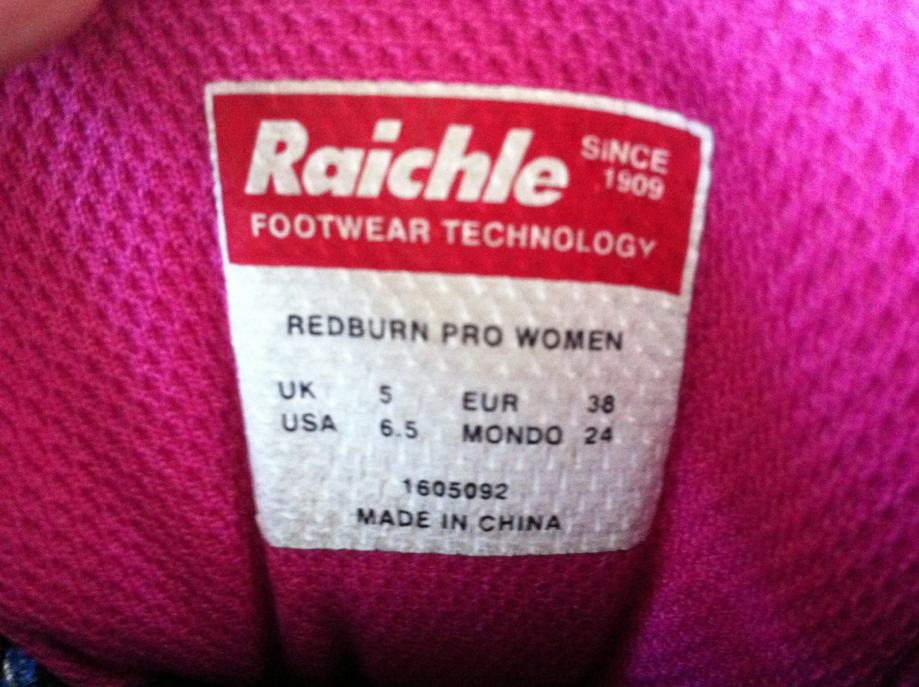 Raichle SINCE 1909
FOOTWEAR TECHNOLOGY
REDBURN PRO WOMEN
UK 5 EUR 38
USA 6.5 MONDO 24
1605092
MADE IN CHINA